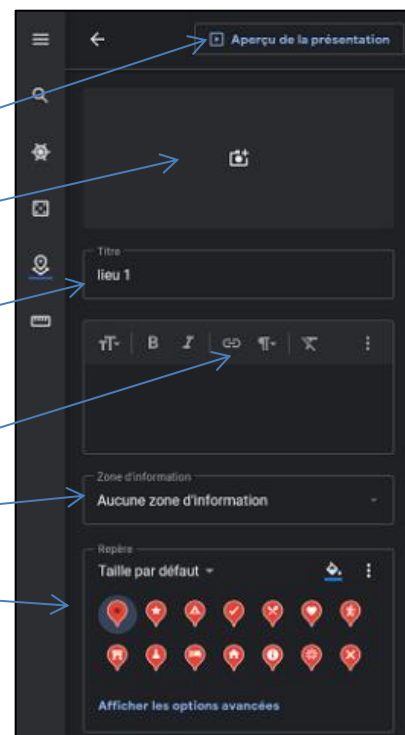 Aperçu de la présentation
Titre
lieu 1
TT
B I
Zone d'information
Aucune zone d'information
Repère
Taille par défaut
Afficher les options avancées